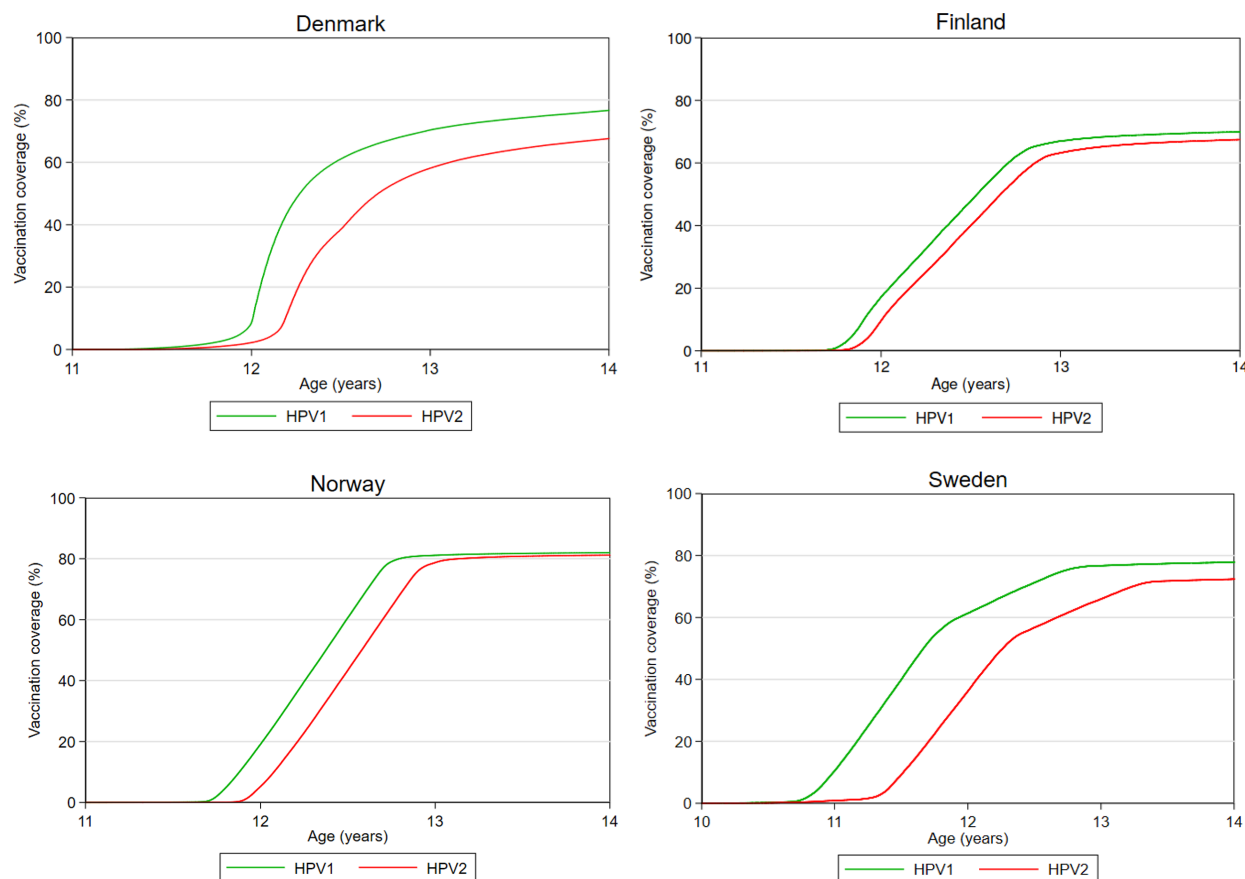 Denmark
Vaccination coverage (%)
100
80
60
40
20
0
11 12 13 14
Age (years)
HPV1 HPV2
Finland
Vaccination coverage (%)
100
80
60
40
20
0
11 12 13 14
Age (years)
HPV1 HPV2
Norway
Vaccination coverage (%)
100
80
60
40
20
0
11 12 13 14
Age (years)
HPV1 HPV2
Sweden
Vaccination coverage (%)
100
80
60
40
20
0
10 11 12 13 14
Age (years)
HPV1 HPV2